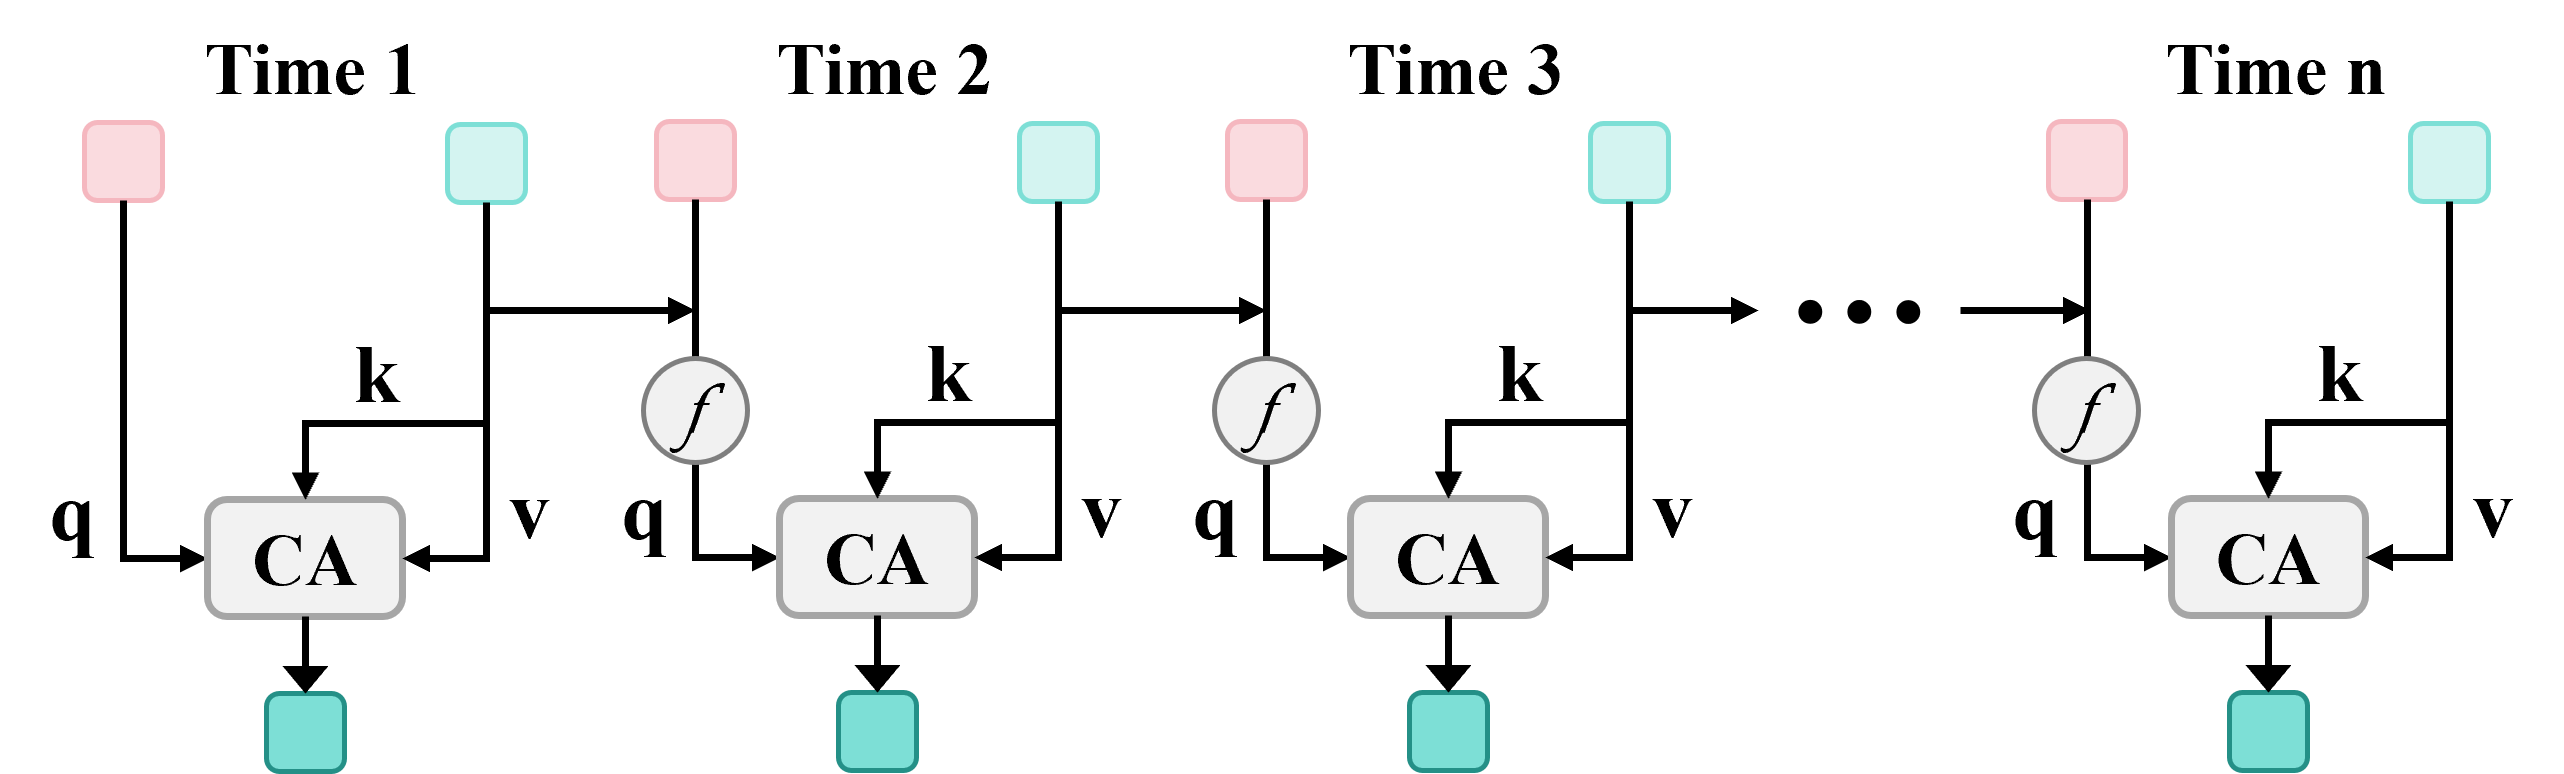 Time 1 Time 2 Time 3 Time n
k k k k
f f f
q v q v q v q v
CA CA CA ... CA